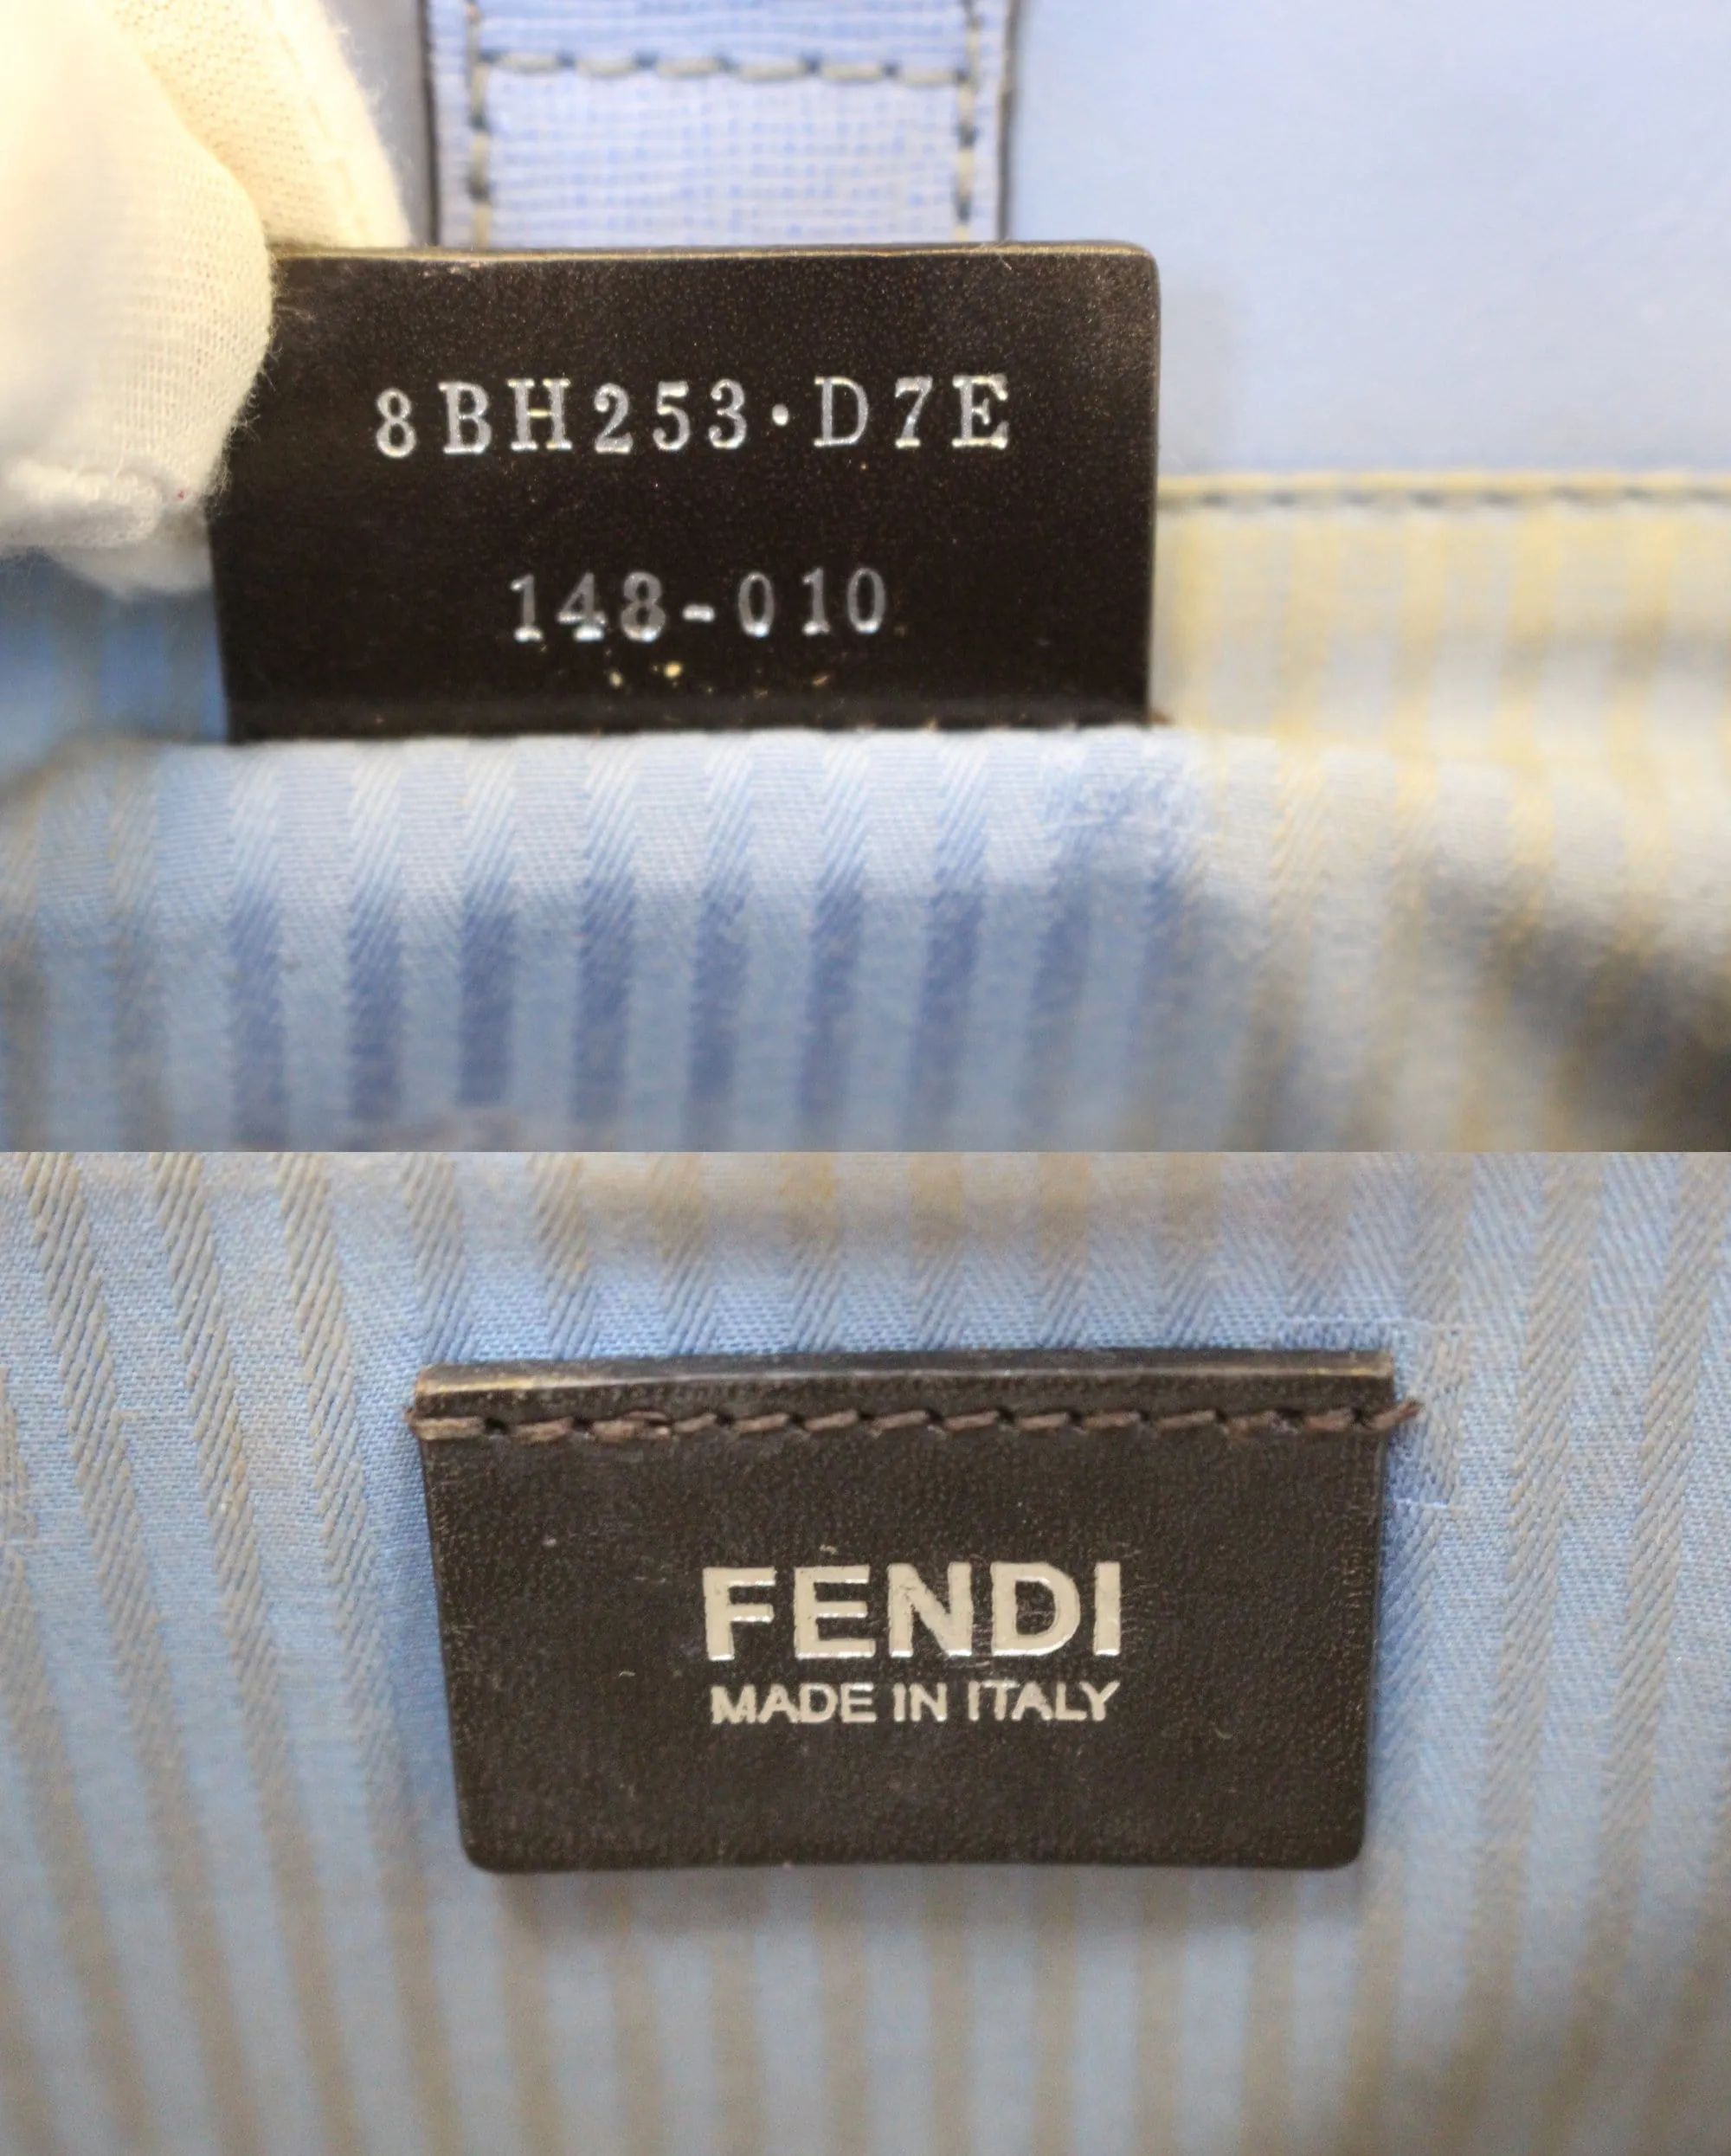 8BH253·D7E
148-010
FENDI
MADE IN ITALY